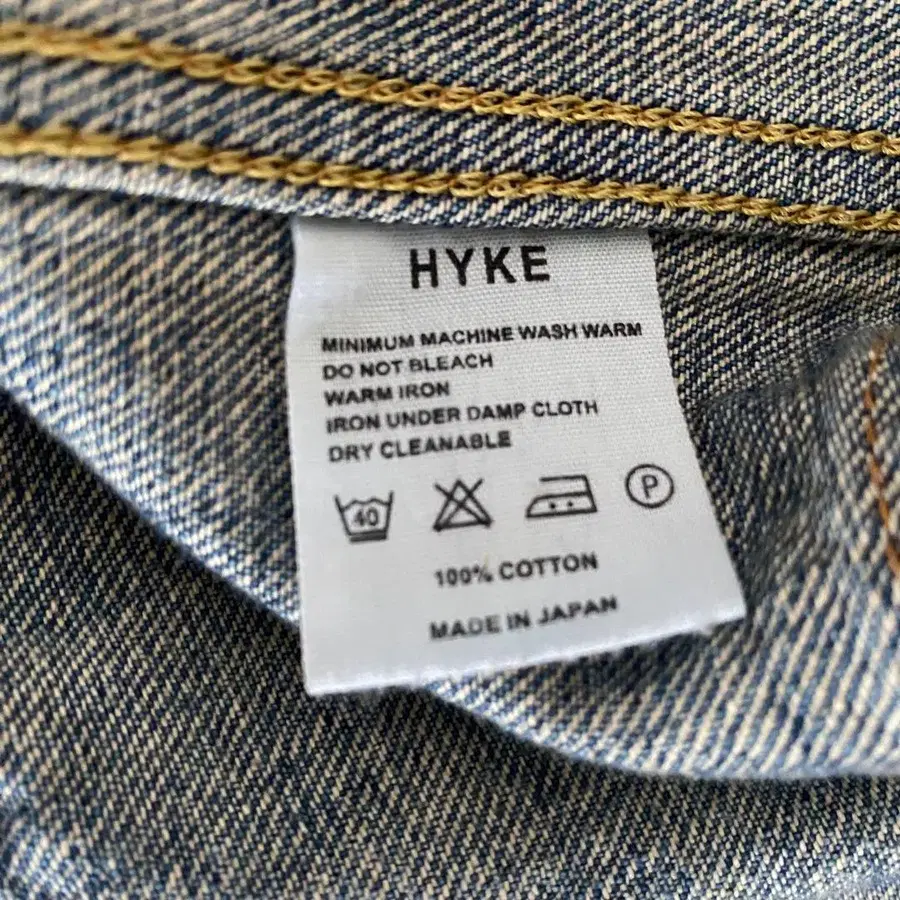 HYKE
MINIMUM MACHINE WASH WARM
DO NOT BLEACH
WARM IRON
IRON UNDER DAMP CLOTH
DRY CLEANABLE
40 P
100% COTTON
MADE IN JAPAN